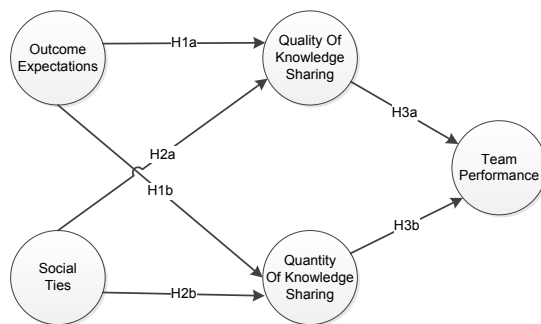 Outcome
Expectations
H1a
Quality Of
Knowledge
Sharing
H3a
H2a
Team
Performance
H1b
H3b
Social
Ties
H2b
Quantity
Of Knowledge
Sharing